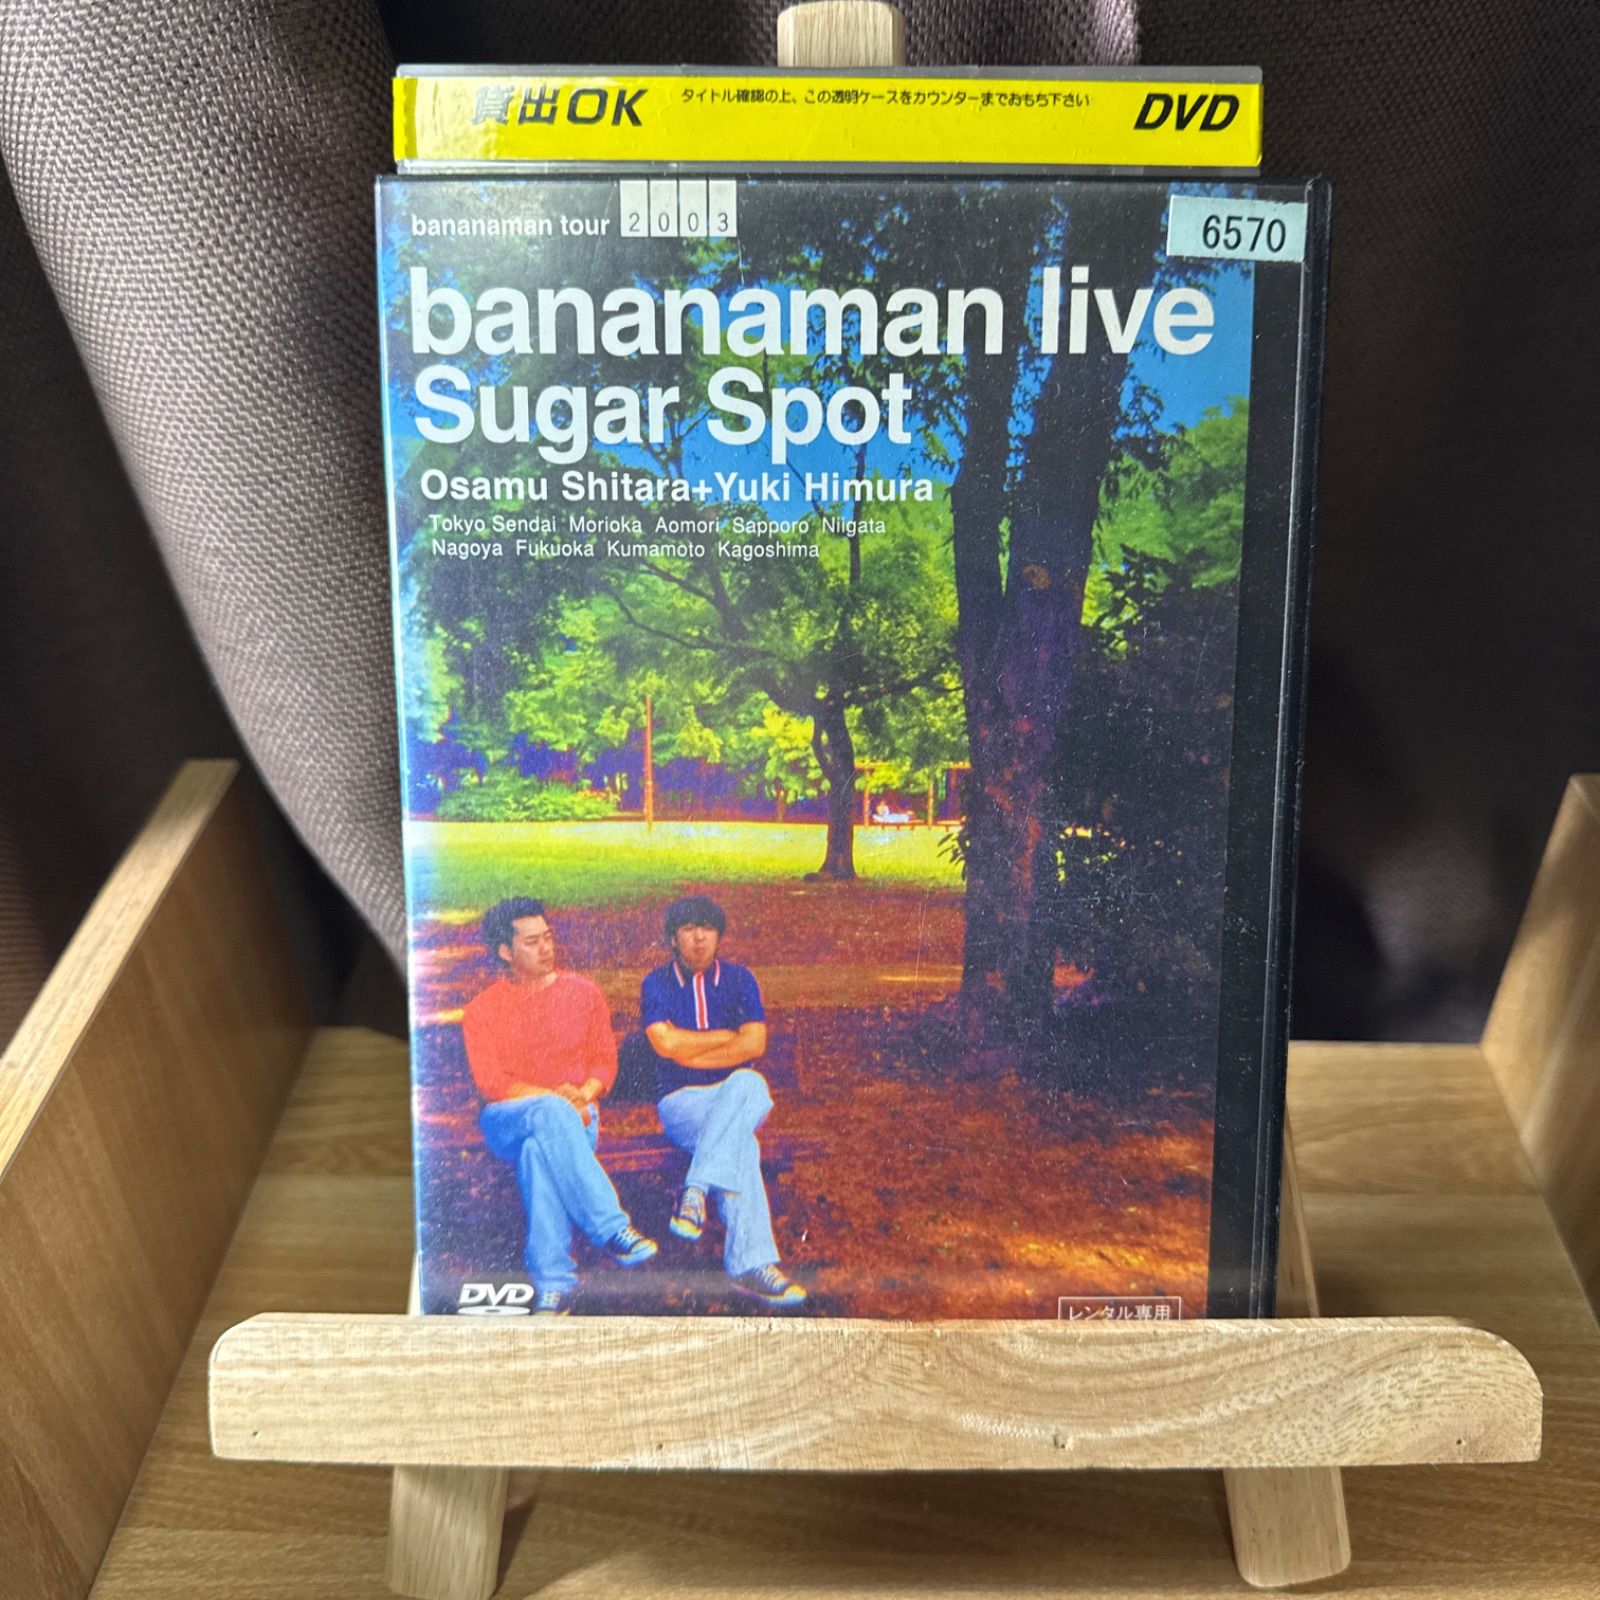 貸出OK タイトル確認の上、この透明ケースをカウンターまでおもち下さい DVD
bananaman tour 2003
6570
bananaman live
Sugar Spot
Osamu Shitara+Yuki Himura
Tokyo Sendai Morioka Aomori Sapporo Niigata
Nagoya Fukuoka Kumamoto Kagoshima
DVD
レンタル専用